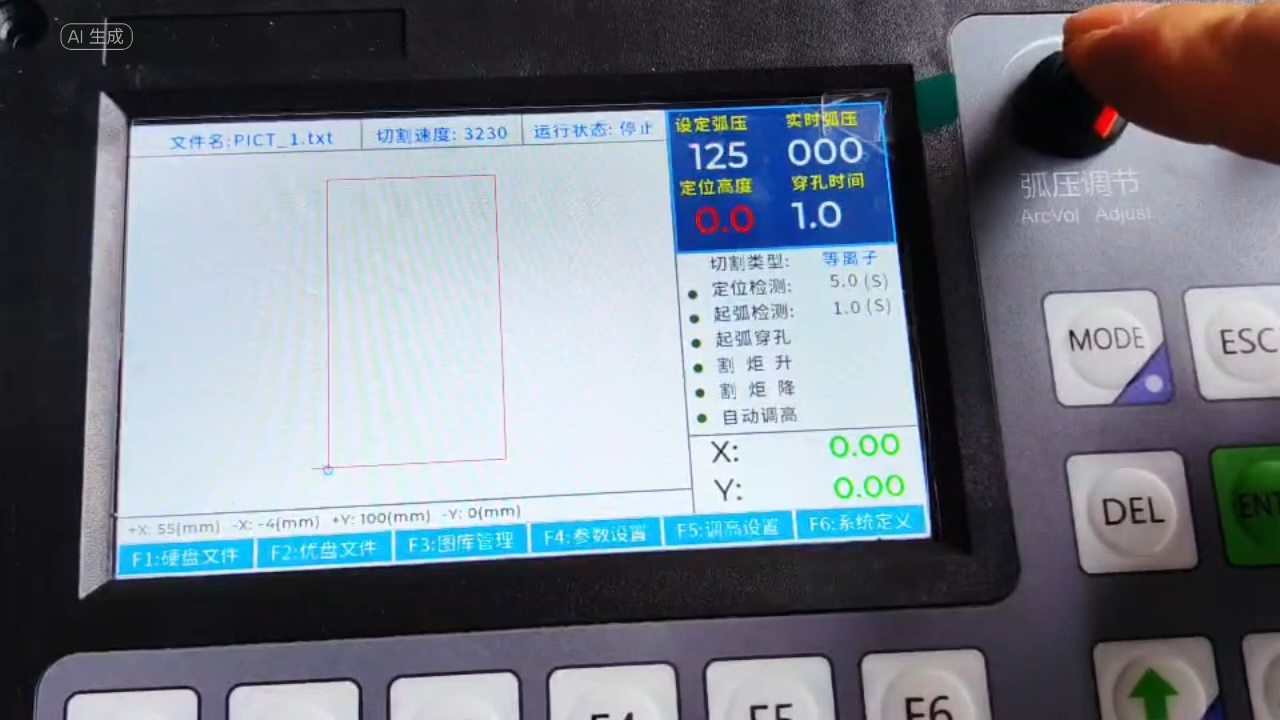 AI 生成
文件名:PICT_1.txt 切割速度: 3230 运行状态: 停止
设定弧压 实时弧压
125 000
定位高度 穿孔时间
0.0 1.0
切割类型: 等离子
定位检测: 5.0 (S)
起弧检测: 1.0 (S)
起弧穿孔
割 炬 升
割 炬 降
自动调高
X: 0.00
Y: 0.00
+X: 55(mm) -X: -4(mm) +Y: 100(mm) -Y: 0(mm)
F1:硬盘文件 F2:优盘文件 F3:图库管理 F4:参数设置 F5:调高设置 F6:系统定义
弧压调节
ArcVol Adjust
MODE ESC
DEL
F4 F5 F6